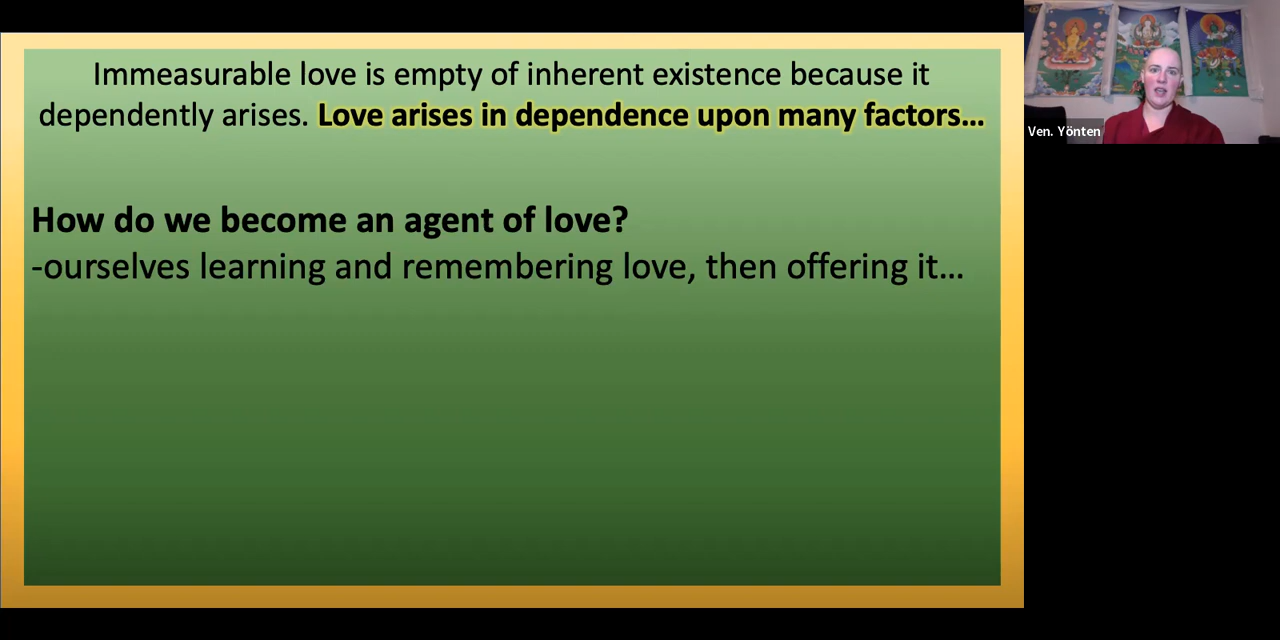 Immeasurable love is empty of inherent existence because it
dependently arises. Love arises in dependence upon many factors...
How do we become an agent of love?
-ourselves learning and remembering love, then offering it...
Ven. Yönten